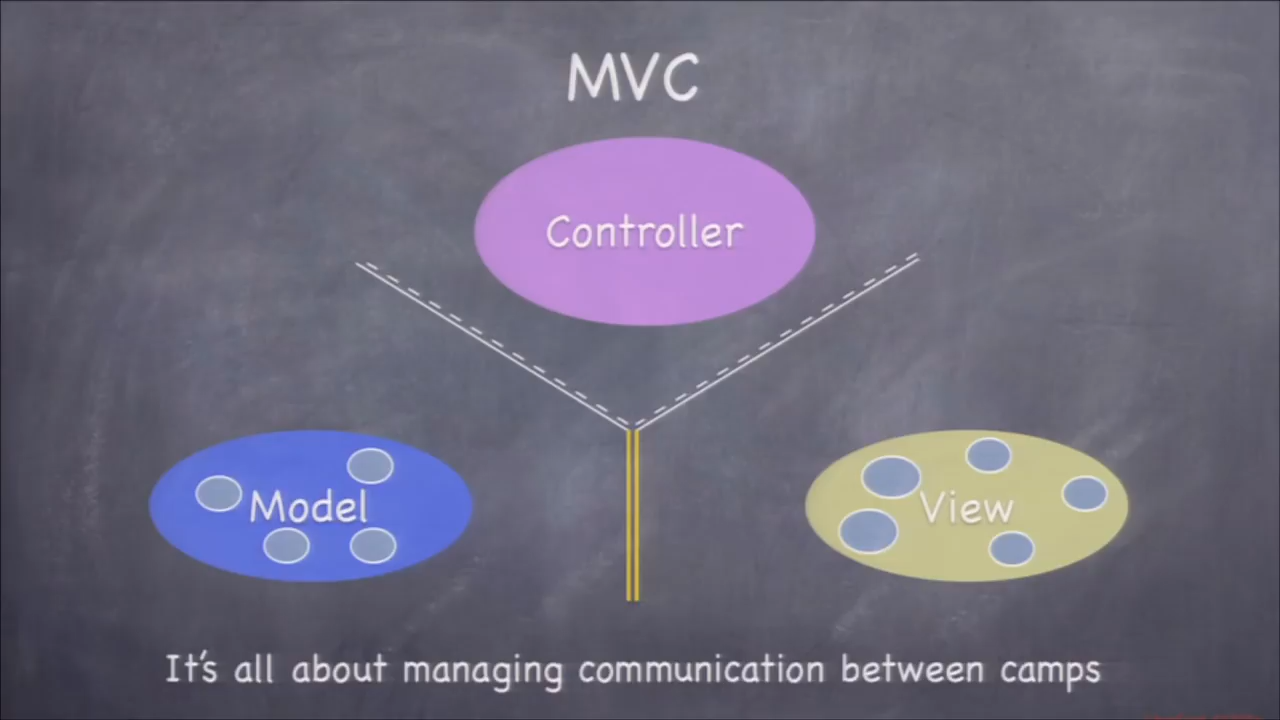 MVC
Controller
Model
View
It's all about managing communication between camps